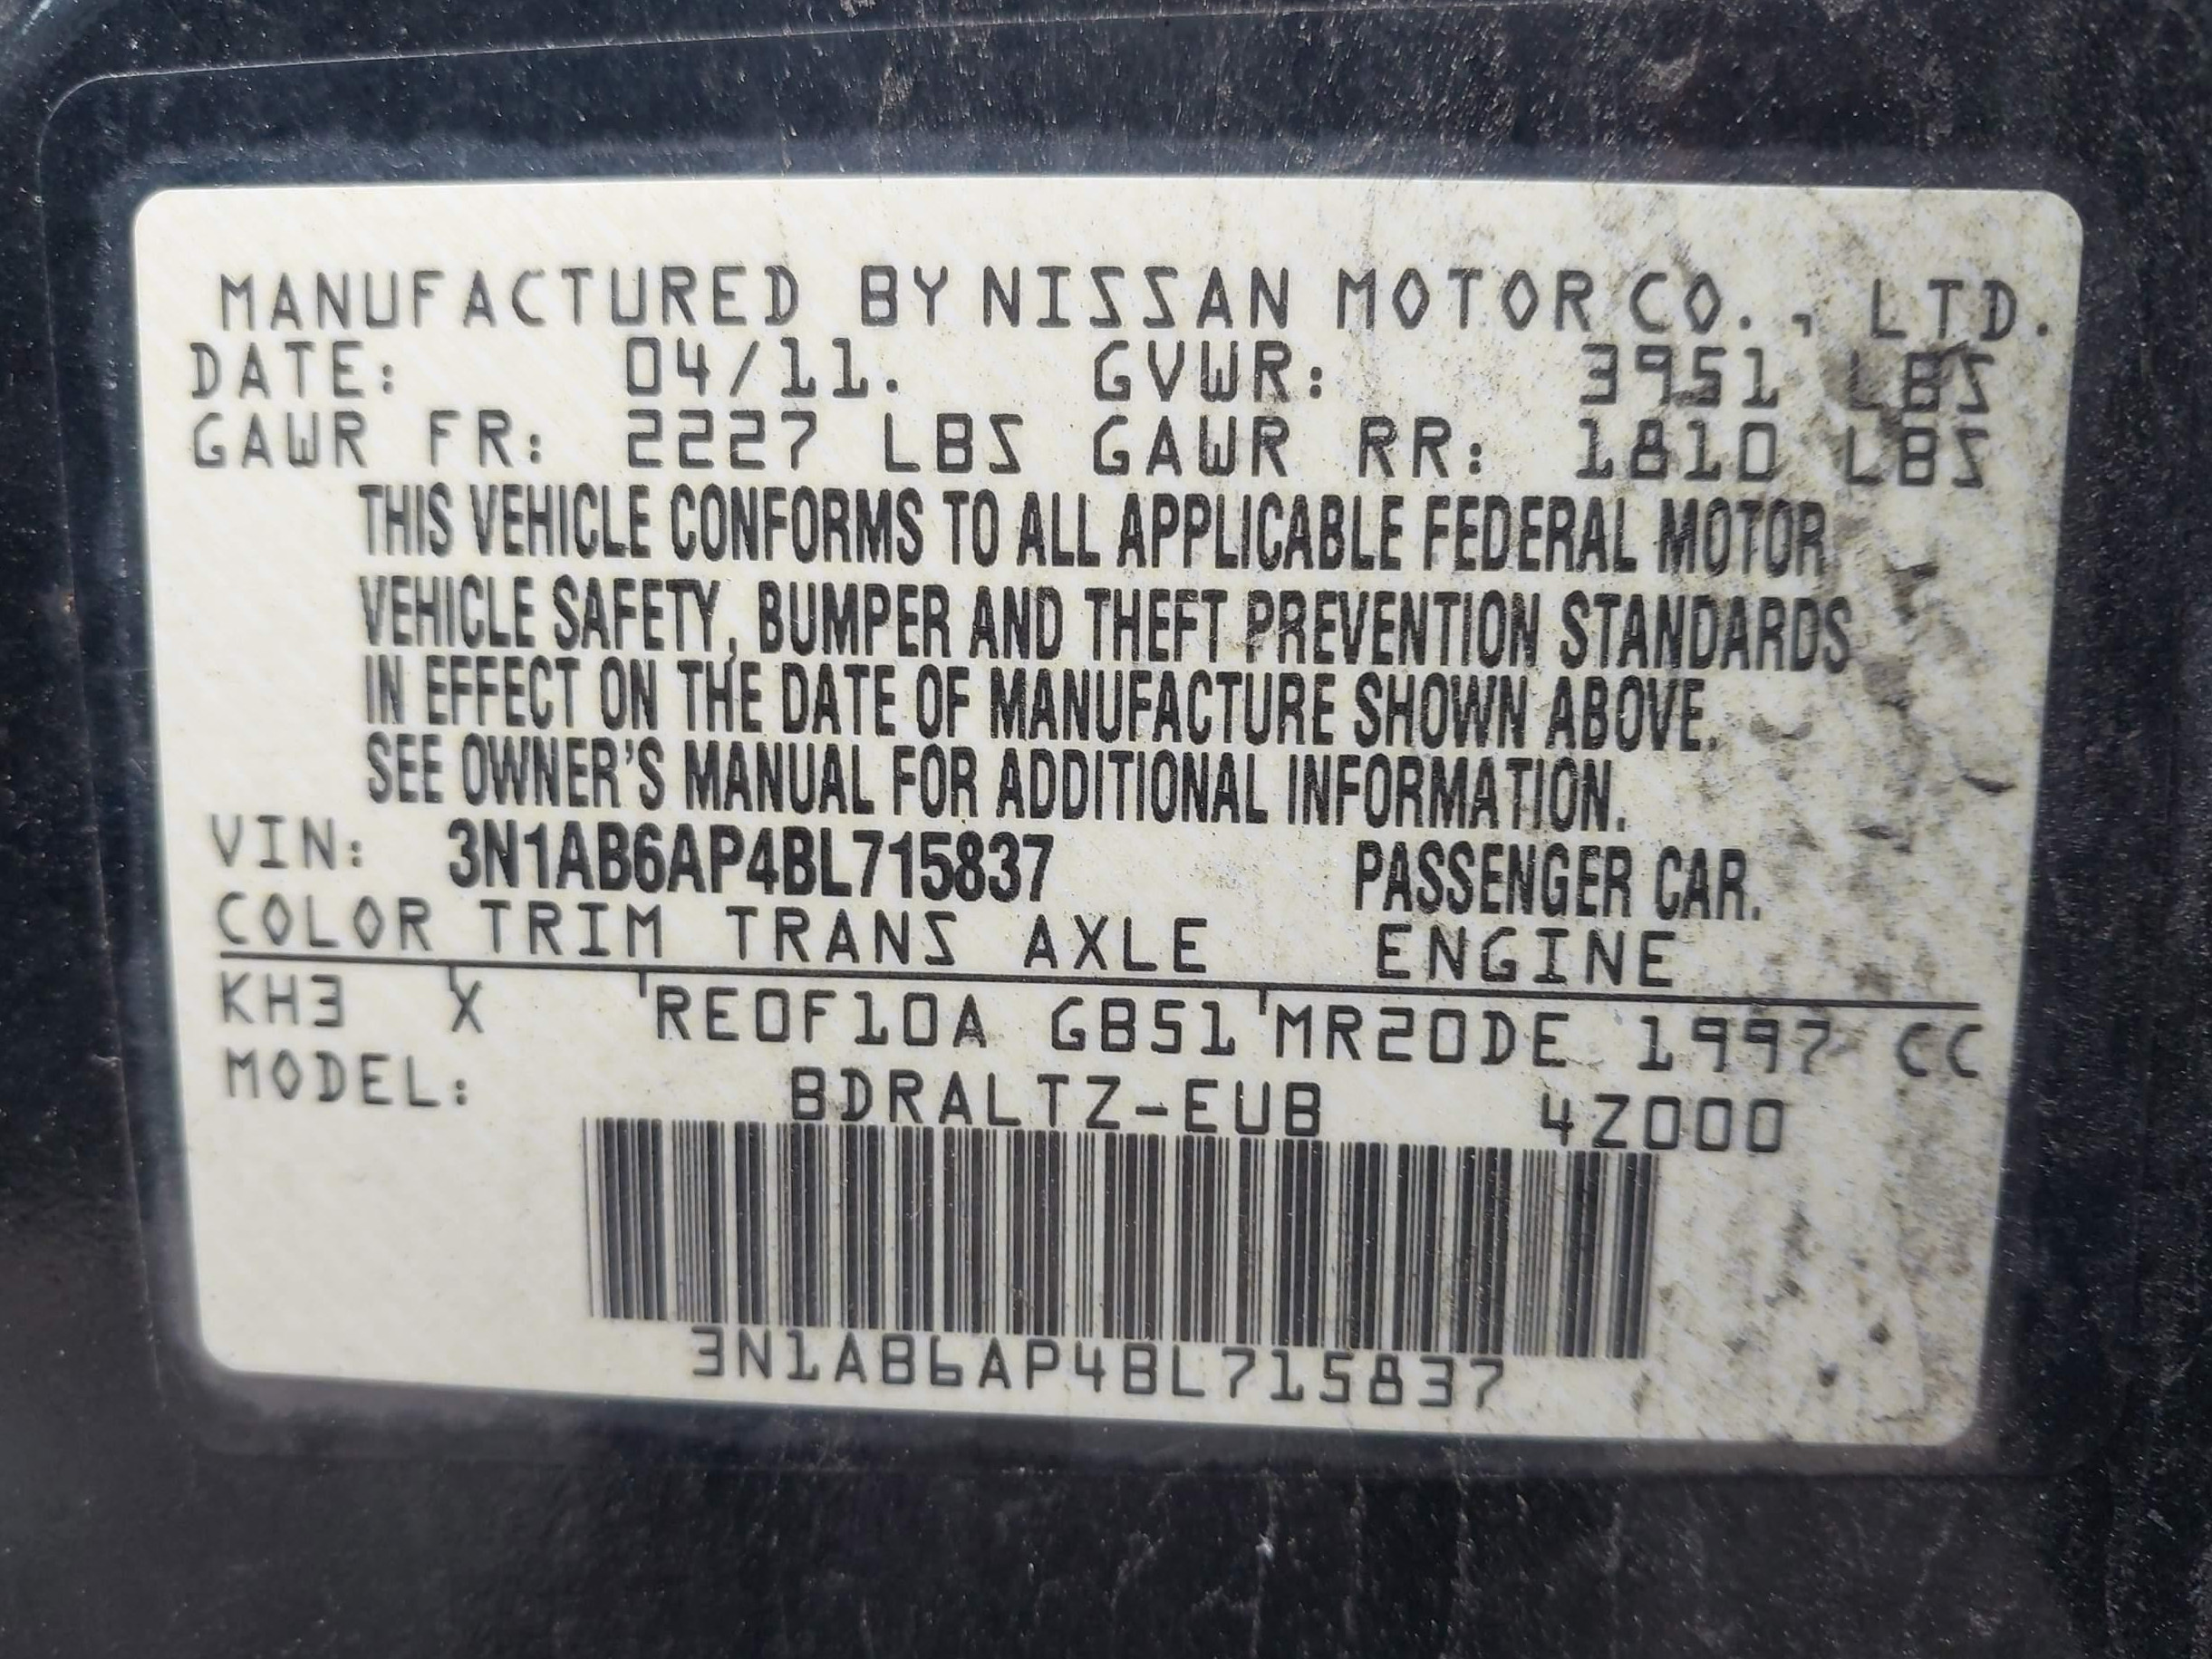 MANUFACTURED BY NISSAN MOTOR CO., LTD.
DATE: 04/11. GVWR: 3951 LBS
GAWR FR: 2227 LBS GAWR RR: 1810 LBS
THIS VEHICLE CONFORMS TO ALL APPLICABLE FEDERAL MOTOR
VEHICLE SAFETY, BUMPER AND THEFT PREVENTION STANDARDS
IN EFFECT ON THE DATE OF MANUFACTURE SHOWN ABOVE.
SEE OWNER'S MANUAL FOR ADDITIONAL INFORMATION.
VIN: 3N1AB6AP4BL715837 PASSENGER CAR.
COLOR TRIM TRANS AXLE ENGINE
KH3 X RE0F10A GB51 MR20DE 1997 CC
MODEL: BDRALTZ-EUB 4Z000
3N1AB6AP4BL715837